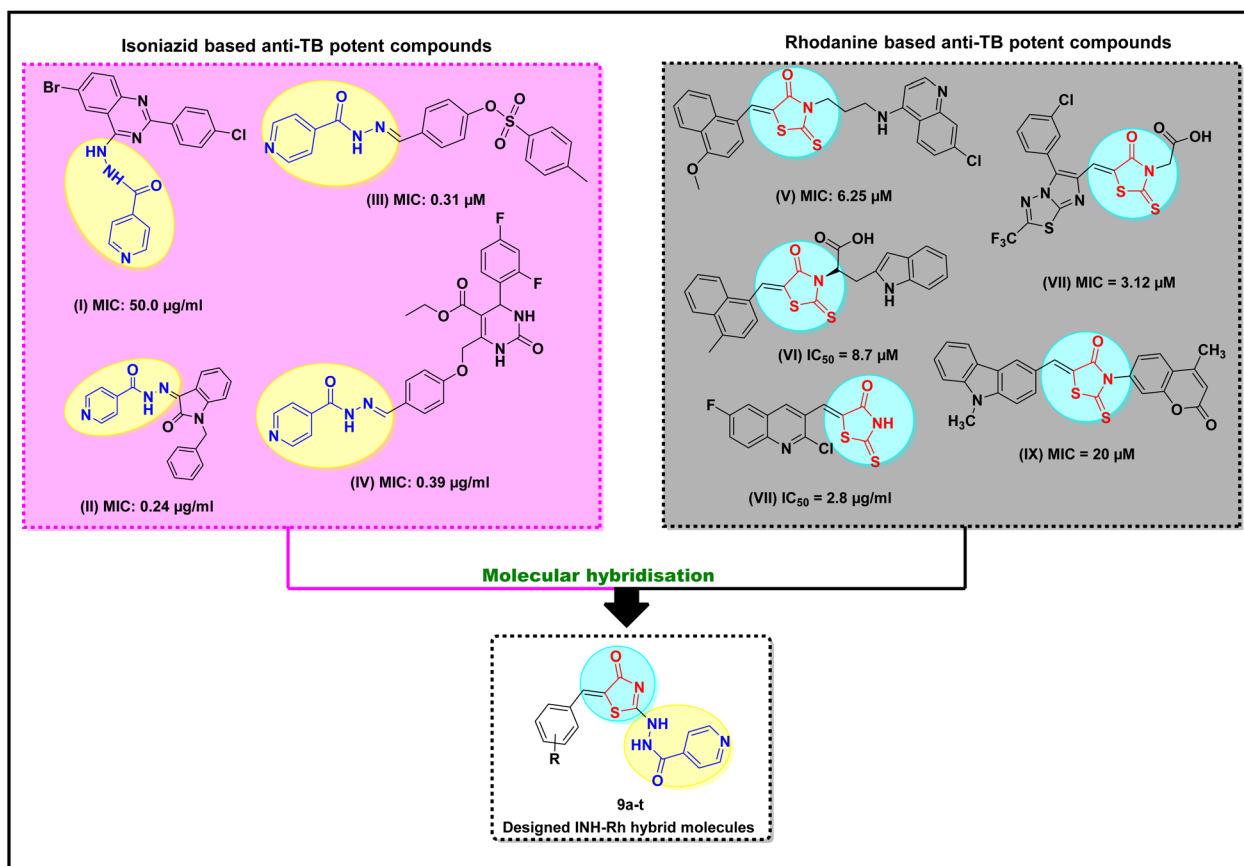 Isoniazid based anti-TB potent compounds
Br
N
N
Cl
HN
NH
O
N
(I) MIC: 50.0 µg/ml
O
N
H
N
N
O
S
O
O
(III) MIC: 0.31 µM
N
O
N
H
N
O
N
(II) MIC: 0.24 µg/ml
F
F
O
O
NH
N
H
O
O
O
N
H
N
N
(IV) MIC: 0.39 µg/ml
Rhodanine based anti-TB potent compounds
O
N
S
S
N
H
N
Cl
O
(V) MIC: 6.25 µM
O
OH
O
N
S
S
N
H
(VI) IC50 = 8.7 µM
F
N
Cl
O
NH
S
S
(VII) IC50 = 2.8 µg/ml
Cl
O
OH
O
N
S
S
N
N
N
S
F3C
(VII) MIC = 3.12 µM
N
CH3
O
N
S
S
CH3
O
O
(IX) MIC = 20 µM
Molecular hybridisation
O
N
S
NH
HN
O
N
R
9a-t
Designed INH-Rh hybrid molecules